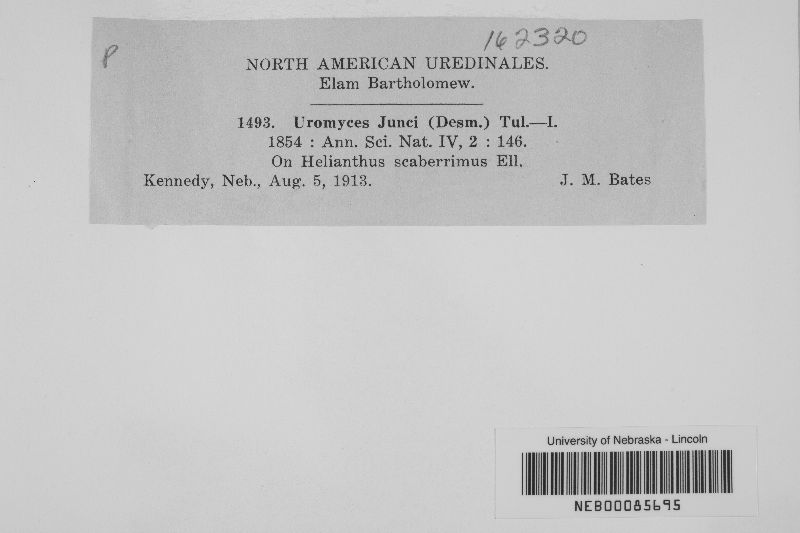 P
162320
NORTH AMERICAN UREDINALES.
Elam Bartholomew.
1493. Uromyces Junci (Desm.) Tul.—I.
1854 : Ann. Sci. Nat. IV, 2 : 146.
On Helianthus scaberrimus Ell.
Kennedy, Neb., Aug. 5, 1913. J. M. Bates
University of Nebraska - Lincoln
NEB00085695